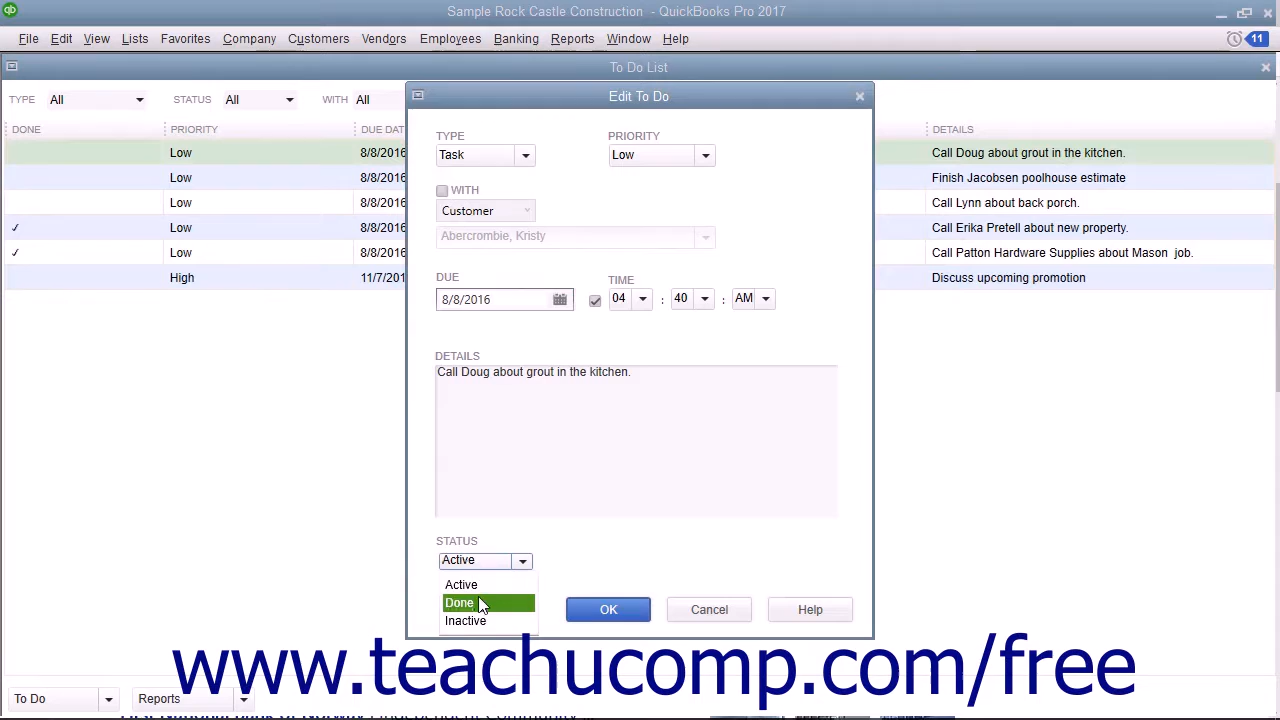 qb
Sample Rock Castle Construction - QuickBooks Pro 2017
File Edit View Lists Favorites Company Customers Vendors Employees Banking Reports Window Help 11
To Do List
TYPE All STATUS All WITH All
DONE PRIORITY DUE DAT DETAILS
Low 8/8/2016 Call Doug about grout in the kitchen.
Low 8/8/2016 Finish Jacobsen poolhouse estimate
Low 8/8/2016 Call Lynn about back porch.
✓ Low 8/8/2016 Call Erika Pretell about new property.
✓ Low 8/8/2016 Call Patton Hardware Supplies about Mason job.
High 11/7/201 Discuss upcoming promotion
Edit To Do
TYPE PRIORITY
Task Low
WITH
Customer
Abercrombie, Kristy
DUE TIME
8/8/2016 04 : 40 : AM
DETAILS
Call Doug about grout in the kitchen.
STATUS
Active
Active
Done
Inactive
OK Cancel Help
www.teachucomp.com/free
To Do Reports